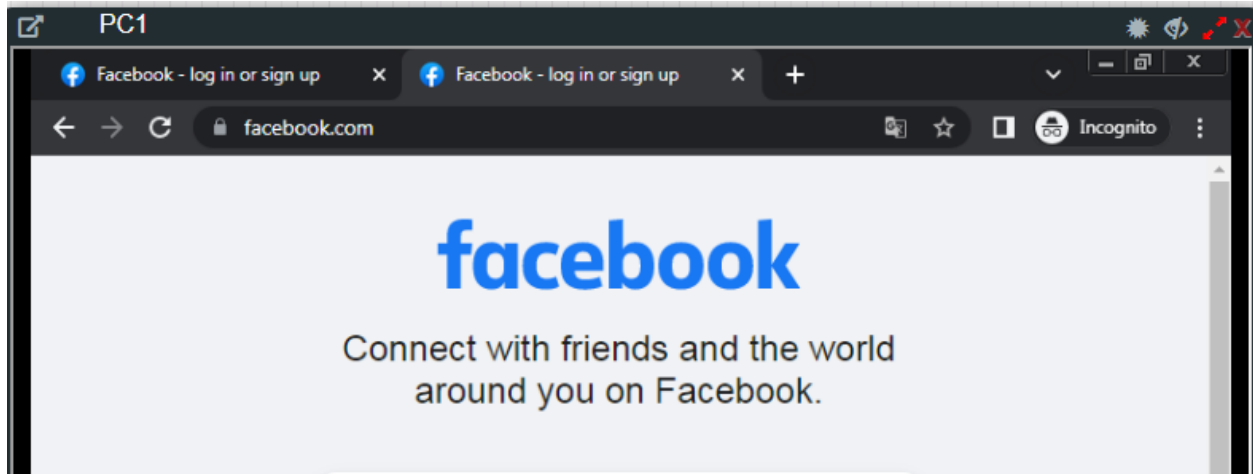 PC1
X
Facebook - log in or sign up
Facebook - log in or sign up
facebook.com
Incognito
facebook
Connect with friends and the world
around you on Facebook.